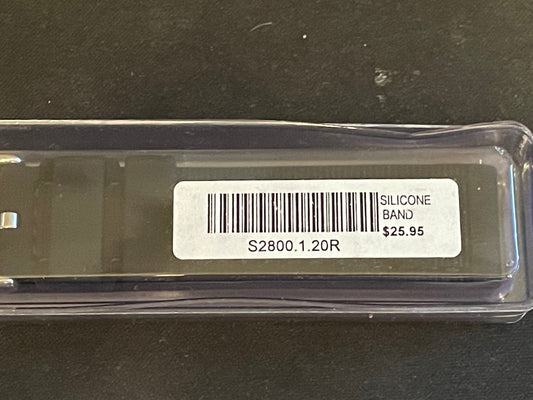 SILICONE
BAND
$25.95
S2800.1.20R